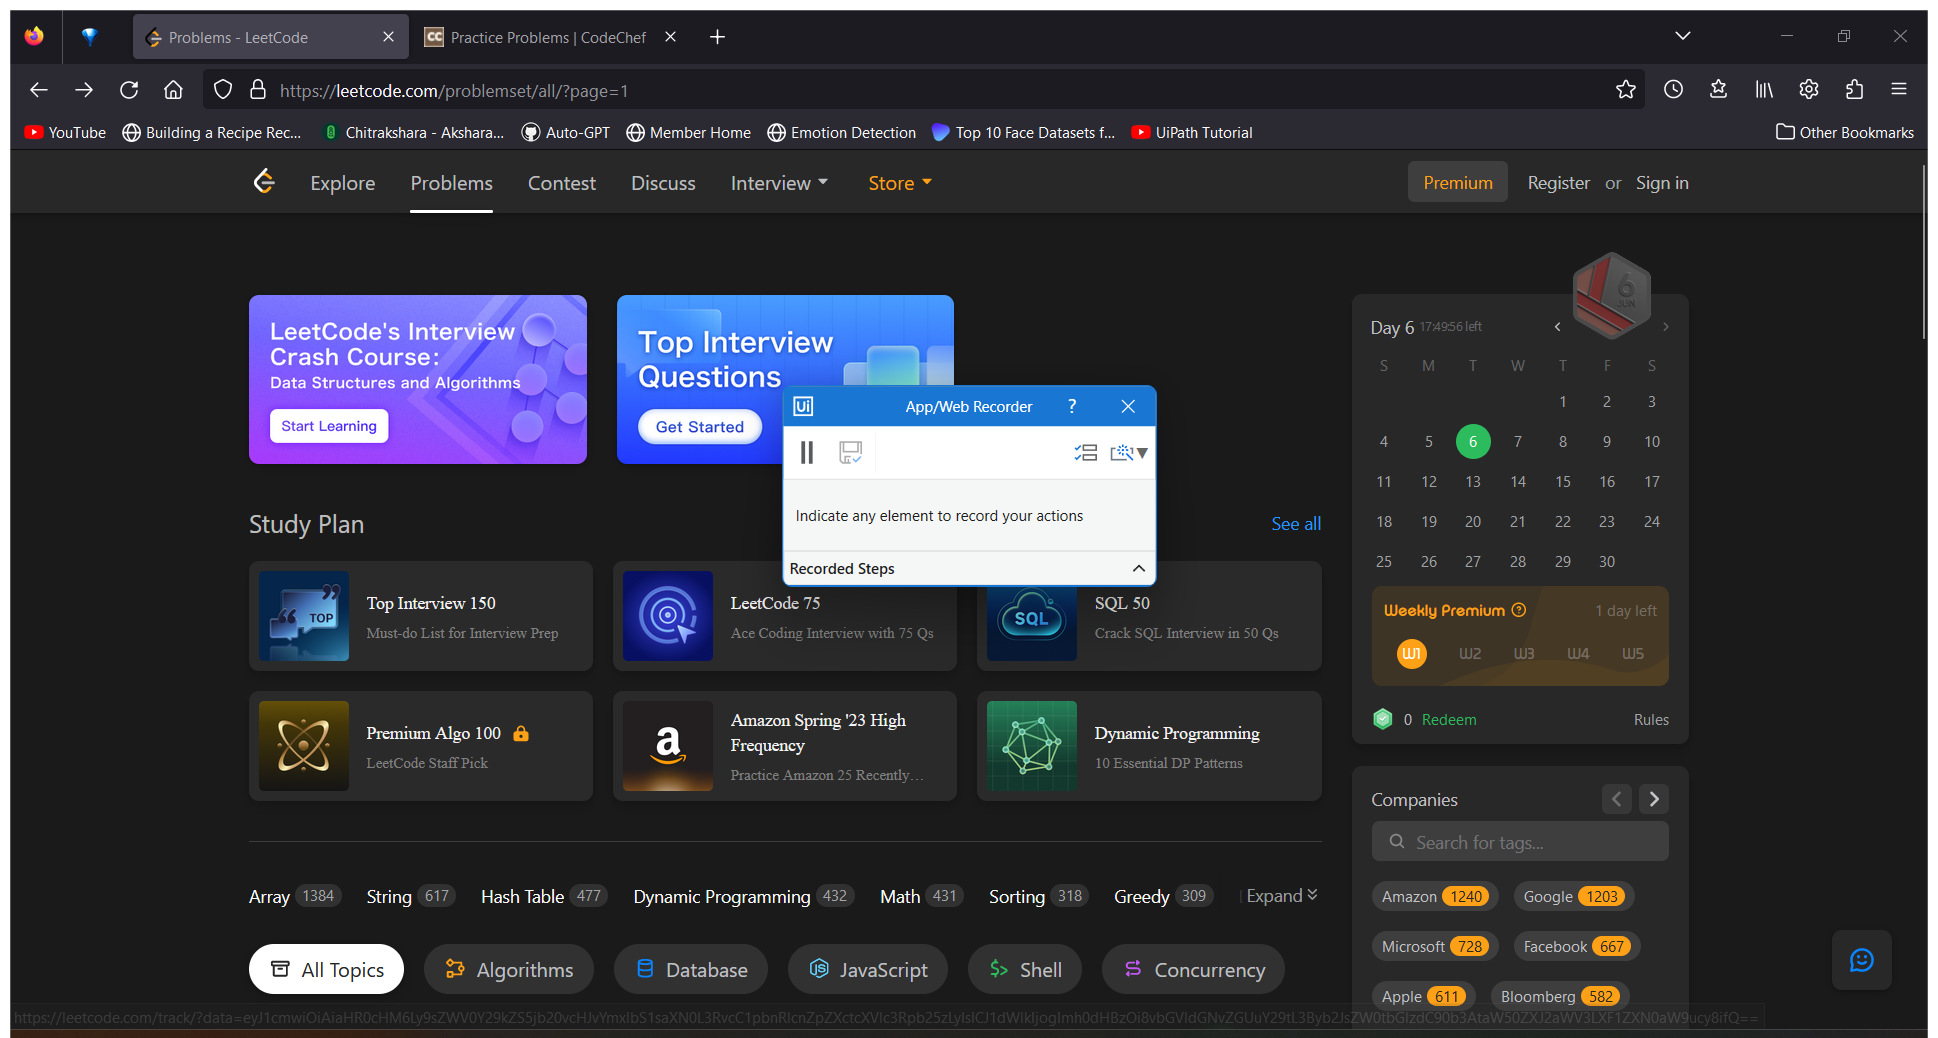 Problems - LeetCode
CC Practice Problems | CodeChef
https://leetcode.com/problemset/all/?page=1
YouTube Building a Recipe Rec... Chitrakshara - Akshara... Auto-GPT Member Home Emotion Detection Top 10 Face Datasets f... UiPath Tutorial Other Bookmarks
Explore Problems Contest Discuss Interview Store Premium Register or Sign in
LeetCode's Interview
Crash Course:
Data Structures and Algorithms
Start Learning
Top Interview
Questions
Get Started
Ui App/Web Recorder ?
Indicate any element to record your actions
Recorded Steps
Study Plan See all
Top Interview 150
Must-do List for Interview Prep
TOP
LeetCode 75
Ace Coding Interview with 75 Qs
SQL
SQL 50
Crack SQL Interview in 50 Qs
Premium Algo 100
LeetCode Staff Pick
a
Amazon Spring '23 High
Frequency
Practice Amazon 25 Recently...
Dynamic Programming
10 Essential DP Patterns
Array 1384 String 617 Hash Table 477 Dynamic Programming 432 Math 431 Sorting 318 Greedy 309 Expand
All Topics Algorithms Database JavaScript Shell Concurrency
6
JUN
Day 6 17:49:56 left
S M T W T F S
1 2 3
4 5 6 7 8 9 10
11 12 13 14 15 16 17
18 19 20 21 22 23 24
25 26 27 28 29 30
Weekly Premium ? 1 day left
W1 W2 W3 W4 W5
0 Redeem Rules
Companies
Search for tags...
Amazon 1240 Google 1203
Microsoft 728 Facebook 667
Apple 611 Bloomberg 582